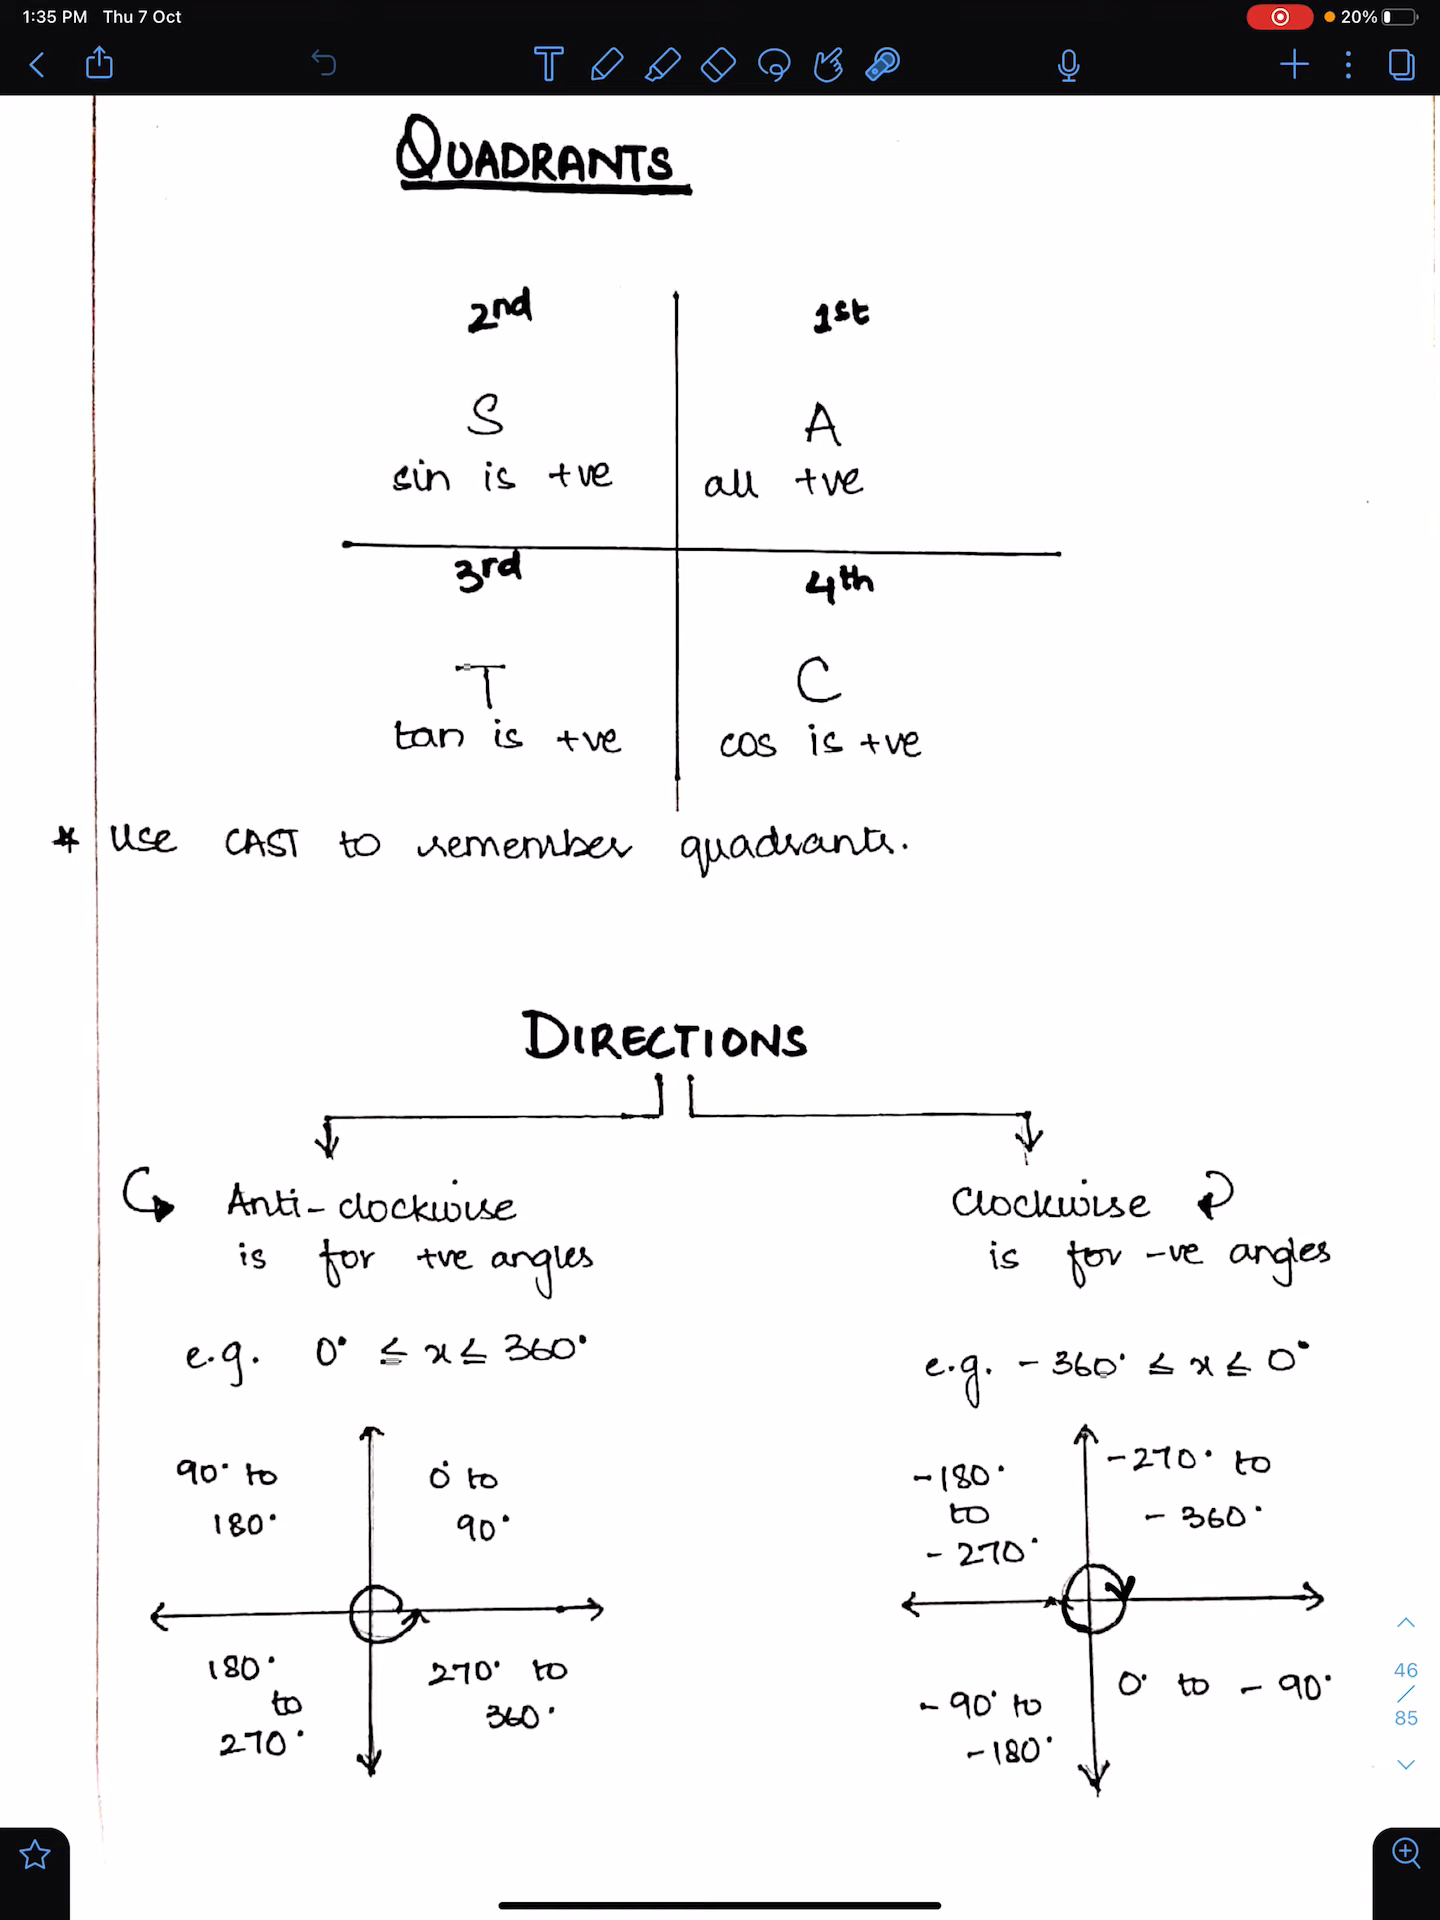 1:35 PM Thu 7 Oct
20%
QUADRANTS
2nd
1st
S
A
sin is +ve
all +ve
3rd
4th
T
C
tan is +ve
cos is +ve
* Use CAST to remember quadrants.
DIRECTIONS
Anti-clockwise
is for +ve angles
e.g. 0° ≤ x ≤ 360°
Clockwise
is for -ve angles
e.g. - 360° ≤ x ≤ 0°
90° to
180°
0° to
90°
180°
to
270°
270° to
360°
-180°
to
- 270°
-270° to
- 360°
- 90° to
-180°
0° to - 90°
46
/
85